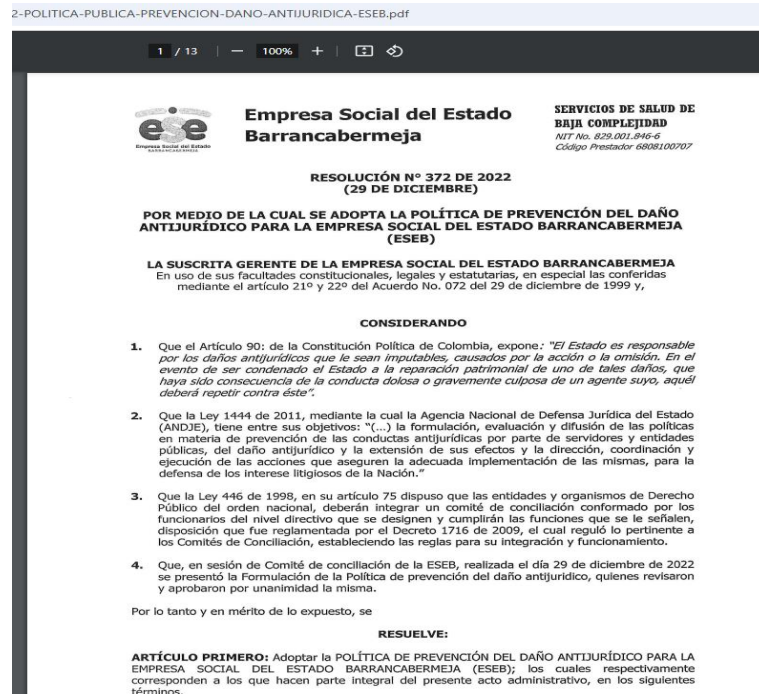 2-POLITICA-PUBLICA-PREVENCION-DANO-ANTIJURIDICA-ESEB.pdf
1 / 13 | − 100% + |
ese
Empresa Social del Estado
BARRANCABERMEJA
Empresa Social del Estado
Barrancabermeja
SERVICIOS DE SALUD DE
BAJA COMPLEJIDAD
NIT No. 829.001.846-6
Código Prestador 6808100707
RESOLUCIÓN Nº 372 DE 2022
(29 DE DICIEMBRE)
POR MEDIO DE LA CUAL SE ADOPTA LA POLÍTICA DE PREVENCIÓN DEL DAÑO
ANTIJURÍDICO PARA LA EMPRESA SOCIAL DEL ESTADO BARRANCABERMEJA
(ESEB)
LA SUSCRITA GERENTE DE LA EMPRESA SOCIAL DEL ESTADO BARRANCABERMEJA
En uso de sus facultades constitucionales, legales y estatutarias, en especial las conferidas
mediante el artículo 21º y 22º del Acuerdo No. 072 del 29 de diciembre de 1999 y,
CONSIDERANDO
1. Que el Artículo 90: de la Constitución Política de Colombia, expone: "El Estado es responsable
por los daños antijurídicos que le sean imputables, causados por la acción o la omisión. En el
evento de ser condenado el Estado a la reparación patrimonial de uno de tales daños, que
haya sido consecuencia de la conducta dolosa o gravemente culposa de un agente suyo, aquél
deberá repetir contra éste".
2. Que la Ley 1444 de 2011, mediante la cual la Agencia Nacional de Defensa Jurídica del Estado
(ANDJE), tiene entre sus objetivos: "(...) la formulación, evaluación y difusión de las políticas
en materia de prevención de las conductas antijurídicas por parte de servidores y entidades
públicas, del daño antijurídico y la extensión de sus efectos y la dirección, coordinación y
ejecución de las acciones que aseguren la adecuada implementación de las mismas, para la
defensa de los interese litigiosos de la Nación."
3. Que la Ley 446 de 1998, en su artículo 75 dispuso que las entidades y organismos de Derecho
Público del orden nacional, deberán integrar un comité de conciliación conformado por los
funcionarios del nivel directivo que se designen y cumplirán las funciones que se le señalen,
disposición que fue reglamentada por el Decreto 1716 de 2009, el cual reguló lo pertinente a
los Comités de Conciliación, estableciendo las reglas para su integración y funcionamiento.
4. Que, en sesión de Comité de conciliación de la ESEB, realizada el día 29 de diciembre de 2022
se presentó la Formulación de la Política de prevención del daño antijuridico, quienes revisaron
y aprobaron por unanimidad la misma.
Por lo tanto y en mérito de lo expuesto, se
RESUELVE:
ARTÍCULO PRIMERO: Adoptar la POLÍTICA DE PREVENCIÓN DEL DAÑO ANTIJURÍDICO PARA LA
EMPRESA SOCIAL DEL ESTADO BARRANCABERMEJA (ESEB); los cuales respectivamente
corresponden a los que hacen parte integral del presente acto administrativo, en los siguientes
términos.